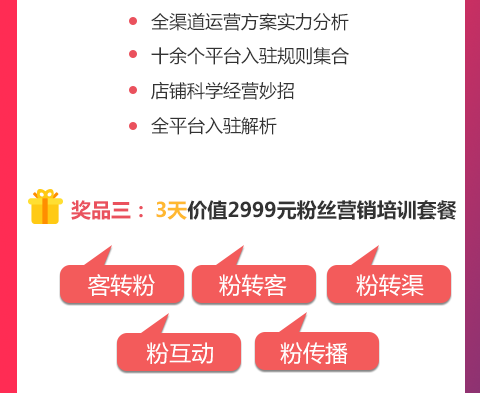 全渠道运营方案实力分析
十余个平台入驻规则集合
店铺科学经营妙招
全平台入驻解析
奖品三：3天价值2999元粉丝营销培训套餐
客转粉 粉转客 粉转渠
粉互动 粉传播